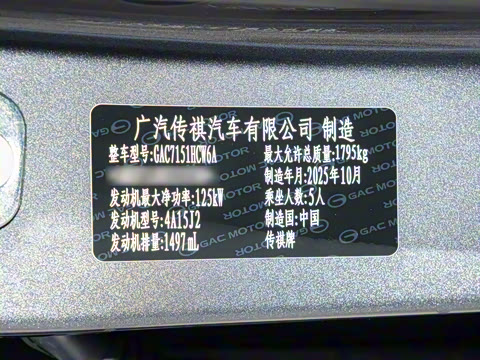 广汽传祺汽车有限公司 制造
整车型号:GAC7151HCW6A 最大允许总质量:1795kg
制造年月:2025年10月
发动机最大净功率:125kW 乘坐人数:5人
发动机型号:4A15J2 制造国:中国
发动机排量:1497mL 传祺牌
GAC MOTOR